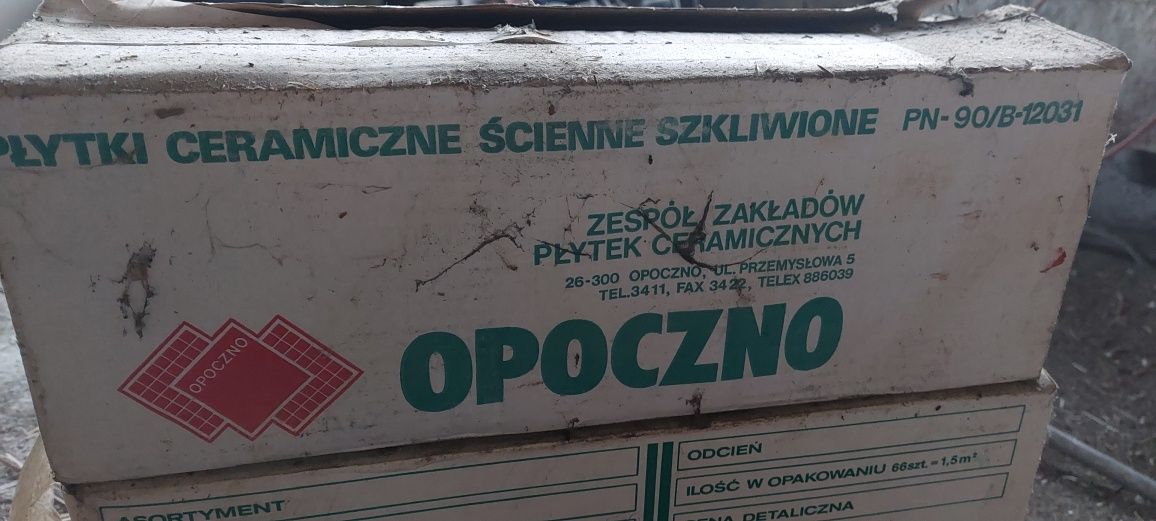 PŁYTKI CERAMICZNE ŚCIENNE SZKLIWIONE PN-90/B-12031
ZESPÓŁ ZAKŁADÓW
PŁYTEK CERAMICZNYCH
26-300 OPOCZNO, UL. PRZEMYSŁOWA 5
TEL.3411, FAX 3422, TELEX 886039
OPOCZNO
OPOCZNO
ASORTYMENT
ODCIEŃ
ILOŚĆ W OPAKOWANIU 66szt.=1,5m²
CENA DETALICZNA